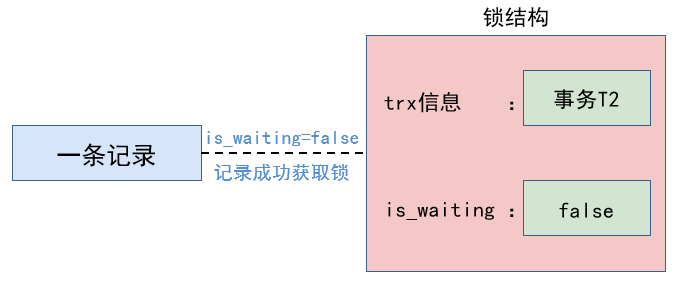 锁结构
trx信息 : 事务T2
一条记录
is_waiting=false
记录成功获取锁
is_waiting : false